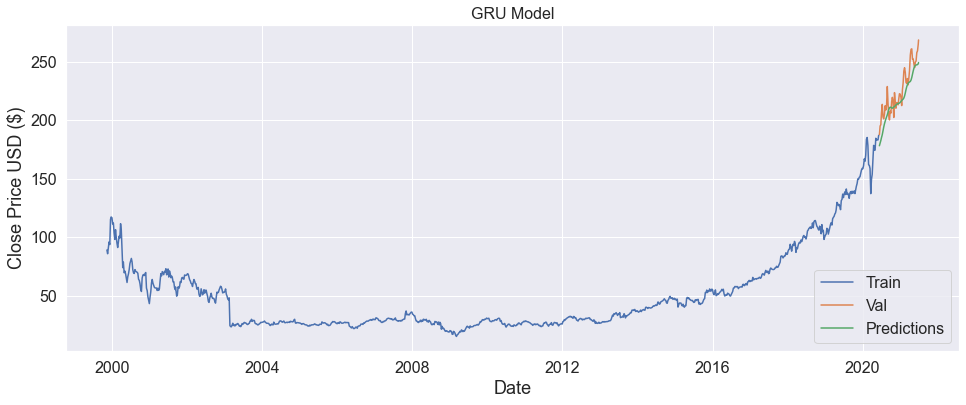 GRU Model
Close Price USD ($)
250
200
150
100
50
2000
2004
2008
2012
2016
2020
Date
Train
Val
Predictions